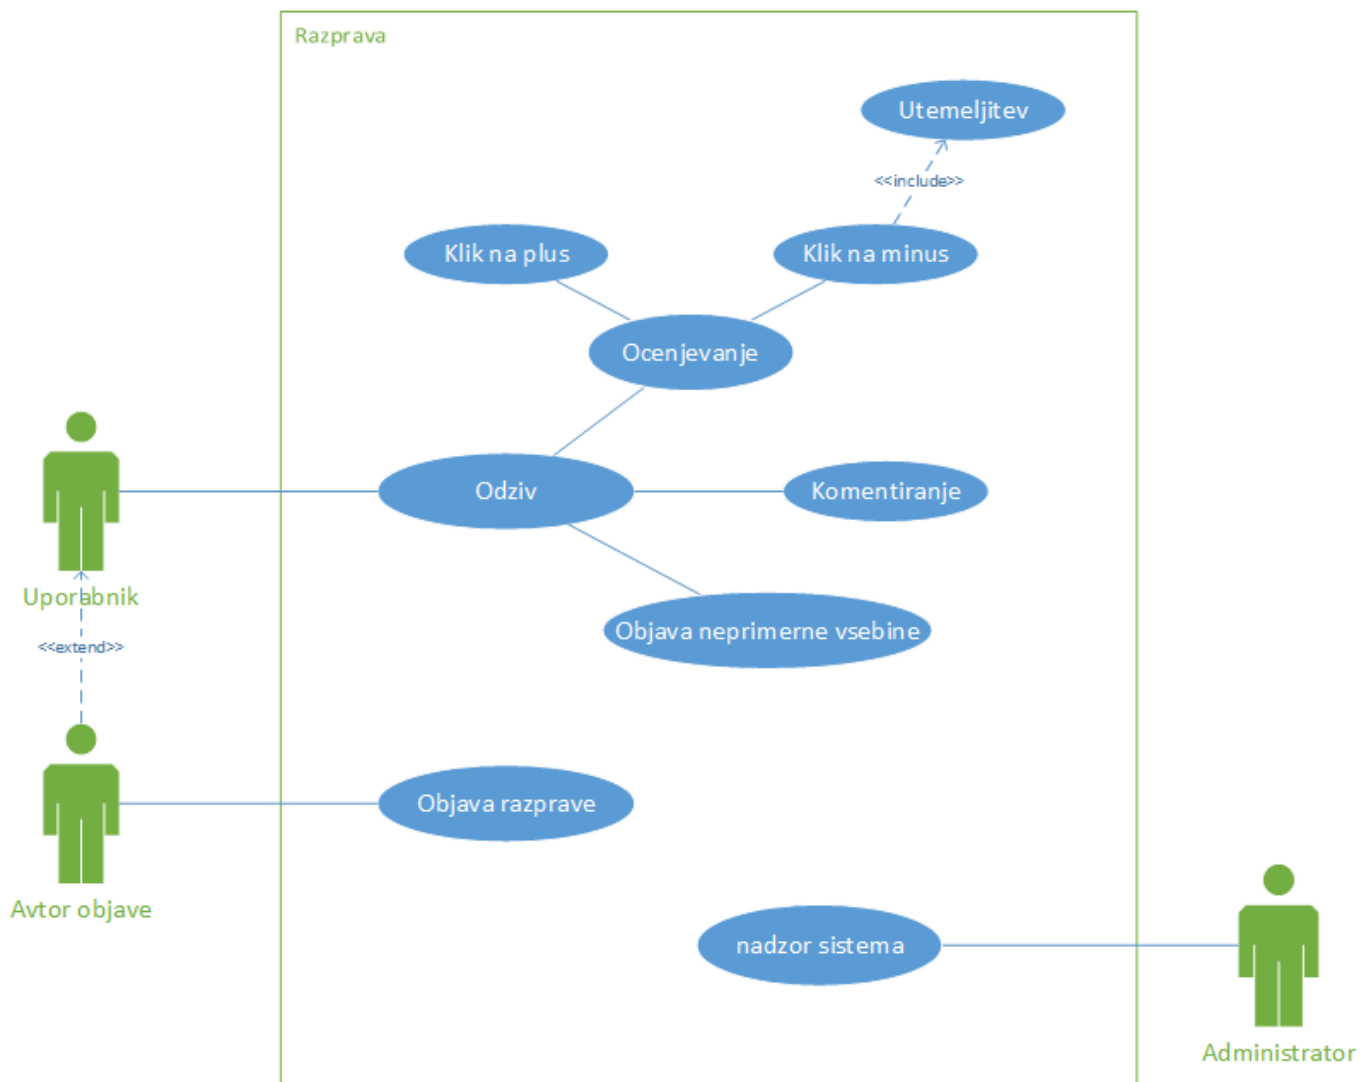 Razprava
Utemeljitev
<<include>>
Klik na plus
Klik na minus
Ocenjevanje
Odziv
Komentiranje
Uporabnik
Objava neprimerne vsebine
<<extend>>
Objava razprave
Avtor objave
nadzor sistema
Administrator